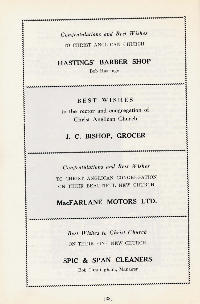 Congratulations and Best Wishes
TO CHRIST ANGLICAN CHURCH
HASTINGS' BARBER SHOP
BEST WISHES
to the rector and congregation of
Christ Anglican Church
J. C. BISHOP, GROCER
Congratulations and Best Wishes
TO CHRIST ANGLICAN CONGREGATION
ON THEIR BEAUTIFUL NEW CHURCH
MacFARLANE MOTORS LTD.
Best Wishes to Christ Church
ON THEIR NEW CHURCH
SPIC & SPAN CLEANERS
Manager